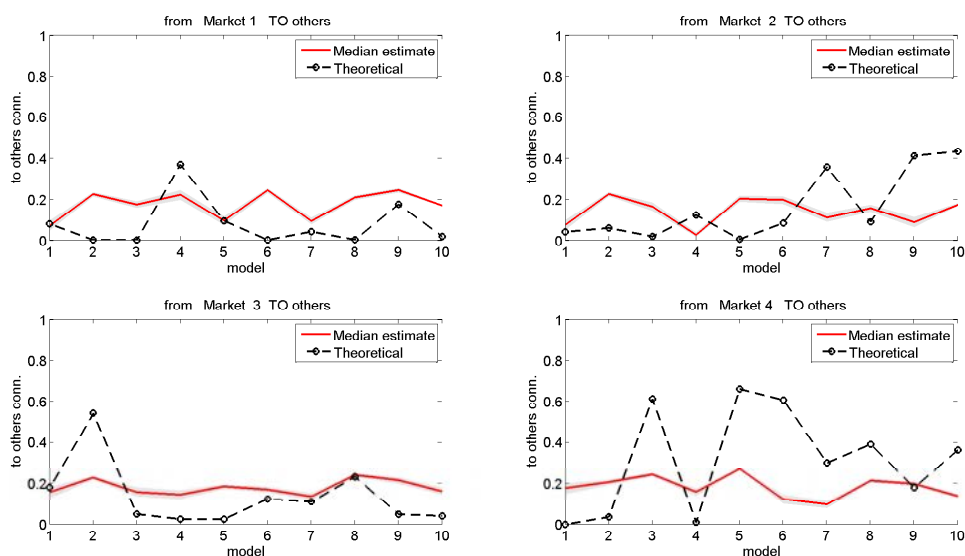 from Market 1 TO others
1
0.8
0.6
0.4
0.2
0
to others conn.
Median estimate
Theoretical
1 2 3 4 5 6 7 8 9 10
model
from Market 2 TO others
1
0.8
0.6
0.4
0.2
0
to others conn.
Median estimate
Theoretical
1 2 3 4 5 6 7 8 9 10
model
from Market 3 TO others
1
0.8
0.6
0.4
0.2
0
to others conn.
Median estimate
Theoretical
1 2 3 4 5 6 7 8 9 10
model
from Market 4 TO others
1
0.8
0.6
0.4
0.2
0
to others conn.
Median estimate
Theoretical
1 2 3 4 5 6 7 8 9 10
model